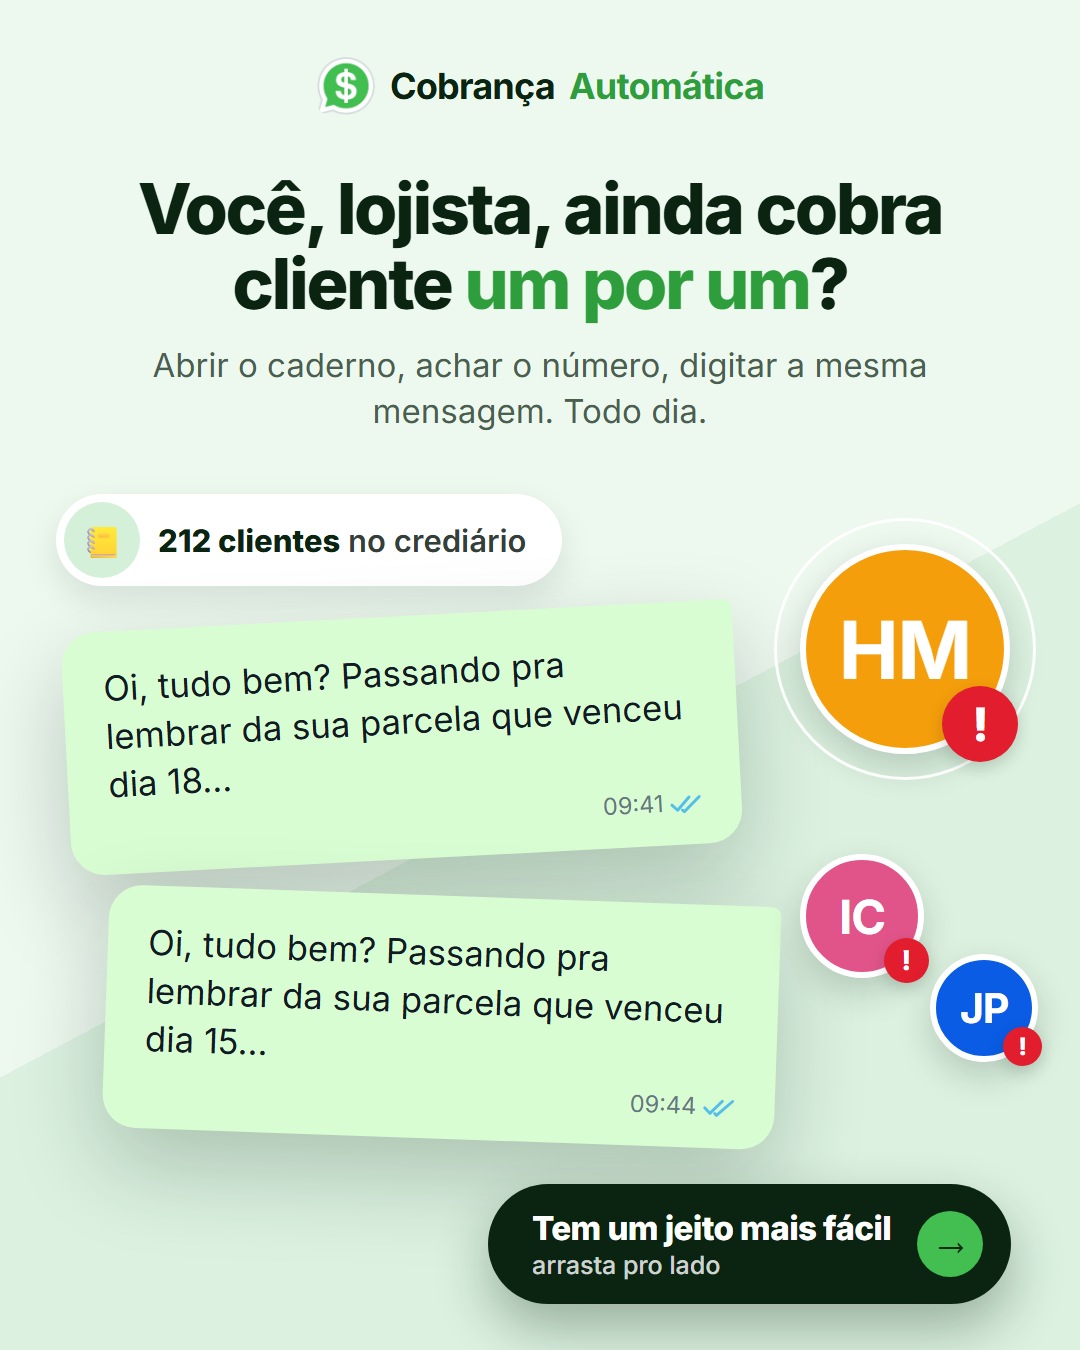 $ Cobrança Automática
Você, lojista, ainda cobra
cliente um por um?
Abrir o caderno, achar o número, digitar a mesma
mensagem. Todo dia.
212 clientes no crediário
Oi, tudo bem? Passando pra
lembrar da sua parcela que venceu
dia 18...
09:41
HM
!
Oi, tudo bem? Passando pra
lembrar da sua parcela que venceu
dia 15...
09:44
IC
!
JP
!
Tem um jeito mais fácil
arrasta pro lado
→